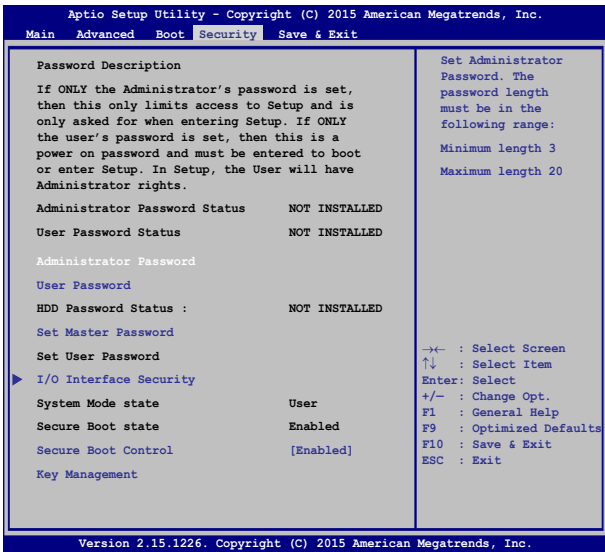 Aptio Setup Utility - Copyright (C) 2015 American Megatrends, Inc.
Main Advanced Boot Security Save & Exit
Password Description
If ONLY the Administrator's password is set,
then this only limits access to Setup and is
only asked for when entering Setup. If ONLY
the user's password is set, then this is a
power on password and must be entered to boot
or enter Setup. In Setup, the User will have
Administrator rights.
Administrator Password Status NOT INSTALLED
User Password Status NOT INSTALLED
Administrator Password
User Password
HDD Password Status : NOT INSTALLED
Set Master Password
Set User Password
I/O Interface Security
System Mode state User
Secure Boot state Enabled
Secure Boot Control [Enabled]
Key Management
Set Administrator
Password. The
password length
must be in the
following range:
Minimum length 3
Maximum length 20
→← : Select Screen
↑↓ : Select Item
Enter: Select
+/— : Change Opt.
F1 : General Help
F9 : Optimized Defaults
F10 : Save & Exit
ESC : Exit
Version 2.15.1226. Copyright (C) 2015 American Megatrends, Inc.